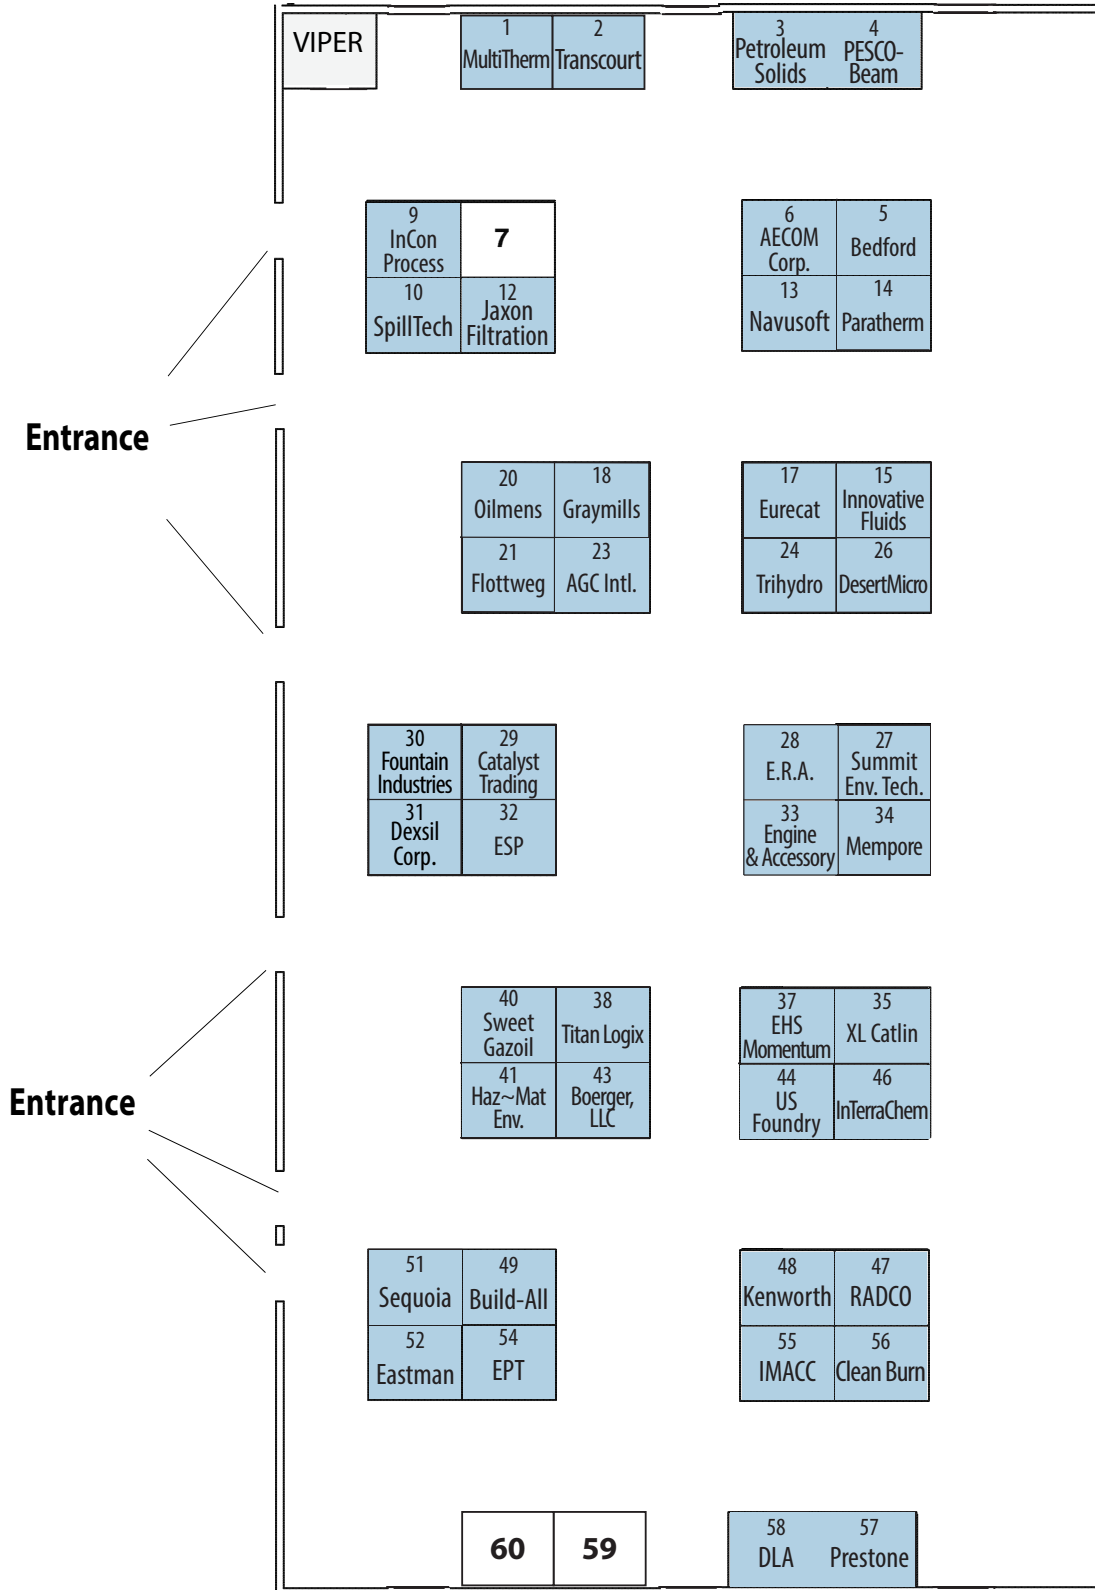 VIPER
1
MultiTherm
2
Transcourt
3
Petroleum
Solids
4
PESCO-
Beam
9
InCon
Process
7
10
SpillTech
12
Jaxon
Filtration
6
AECOM
Corp.
5
Bedford
13
Navusoft
14
Paratherm
Entrance
20
Oilmens
18
Graymills
21
Flottweg
23
AGC Intl.
17
Eurecat
15
Innovative
Fluids
24
Trihydro
26
DesertMicro
30
Fountain
Industries
29
Catalyst
Trading
31
Dexsil
Corp.
32
ESP
28
E.R.A.
27
Summit
Env. Tech.
33
Engine
& Accessory
34
Mempore
Entrance
40
Sweet
Gazoil
38
Titan Logix
41
Haz~Mat
Env.
43
Boerger,
LLC
37
EHS
Momentum
35
XL Catlin
44
US
Foundry
46
InTerraChem
51
Sequoia
49
Build-All
52
Eastman
54
EPT
48
Kenworth
47
RADCO
55
IMACC
56
Clean Burn
60
59
58
DLA
57
Prestone